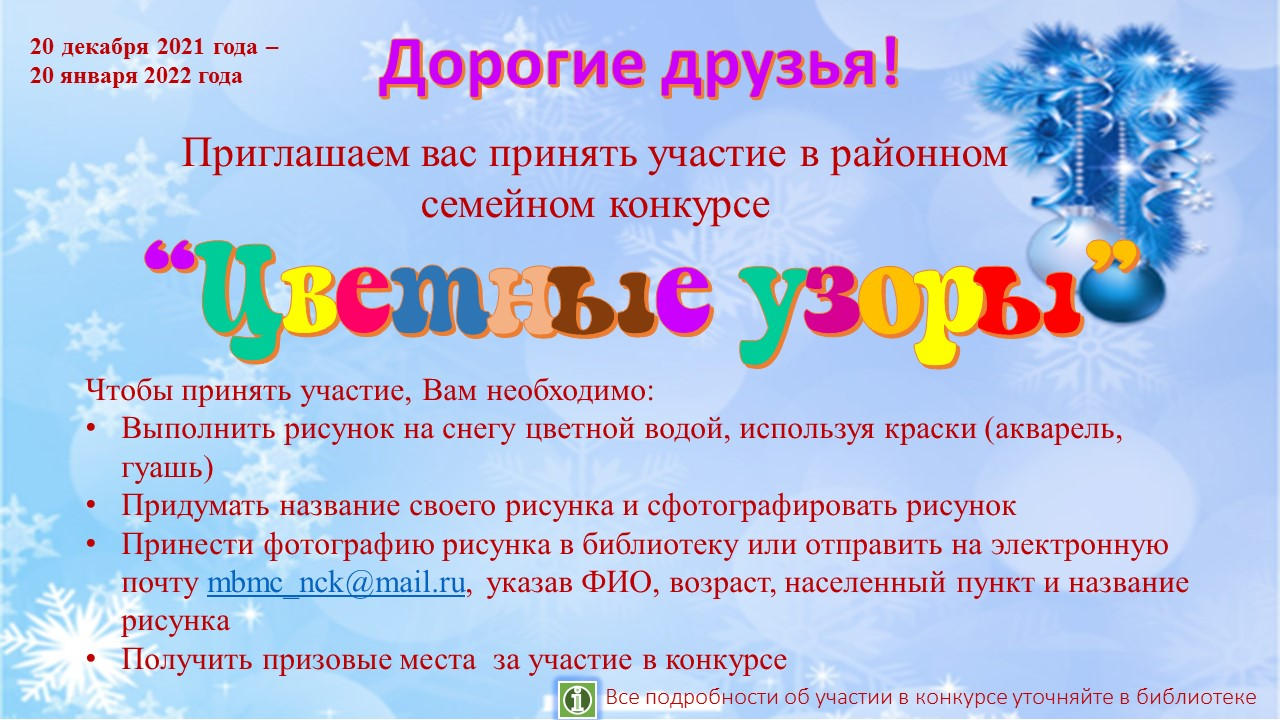 20 декабря 2021 года –
20 января 2022 года
Дорогие друзья!
Приглашаем вас принять участие в районном
семейном конкурсе
“Цветные узоры”
Чтобы принять участие, Вам необходимо:
• Выполнить рисунок на снегу цветной водой, используя краски (акварель,
гуашь)
• Придумать название своего рисунка и сфотографировать рисунок
• Принести фотографию рисунка в библиотеку или отправить на электронную
почту mbmc_nck@mail.ru, указав ФИО, возраст, населенный пункт и название
рисунка
• Получить призовые места за участие в конкурсе
Все подробности об участии в конкурсе уточняйте в библиотеке